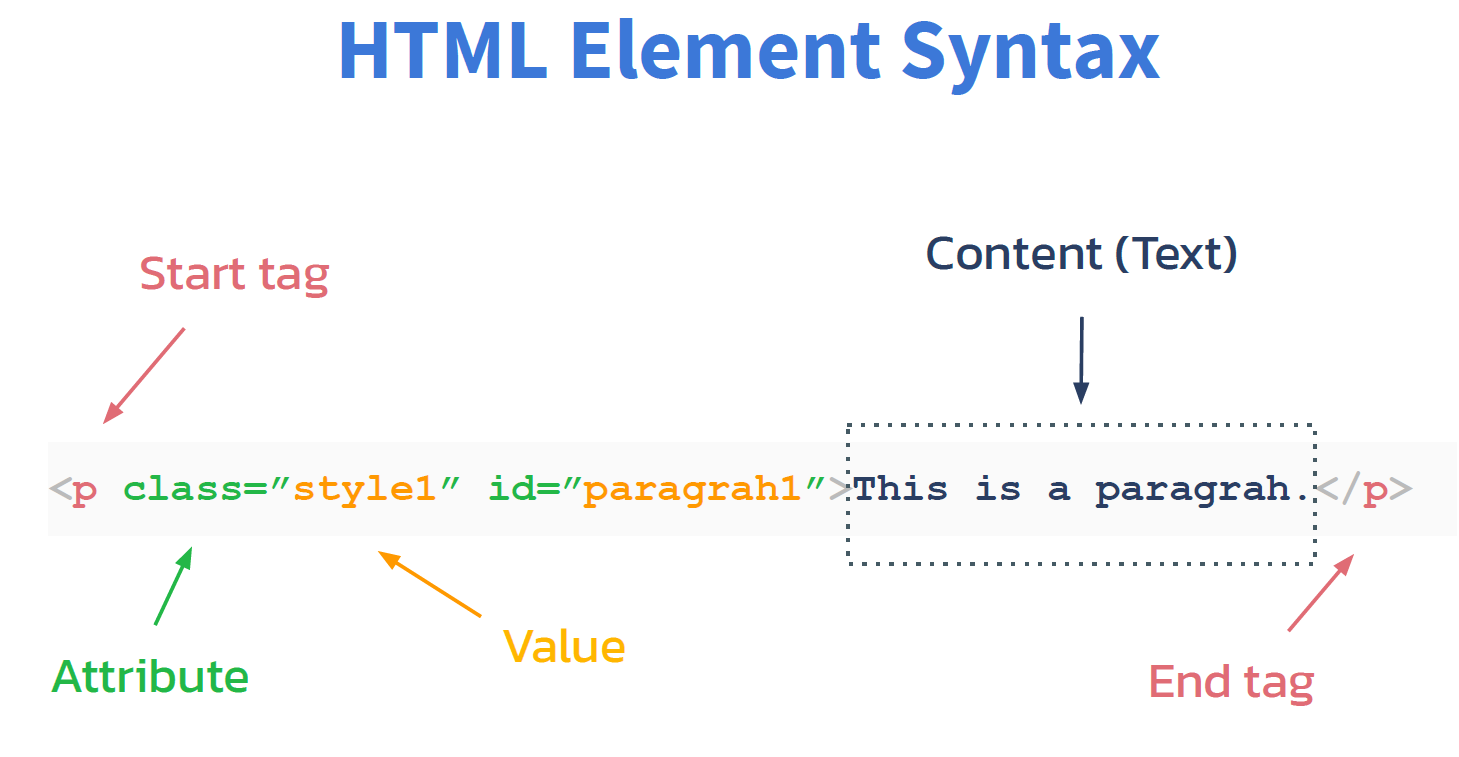 HTML Element Syntax
Start tag
Content (Text)
<p class=”style1” id=”paragrah1”>This is a paragrah.</p>
Attribute
Value
End tag